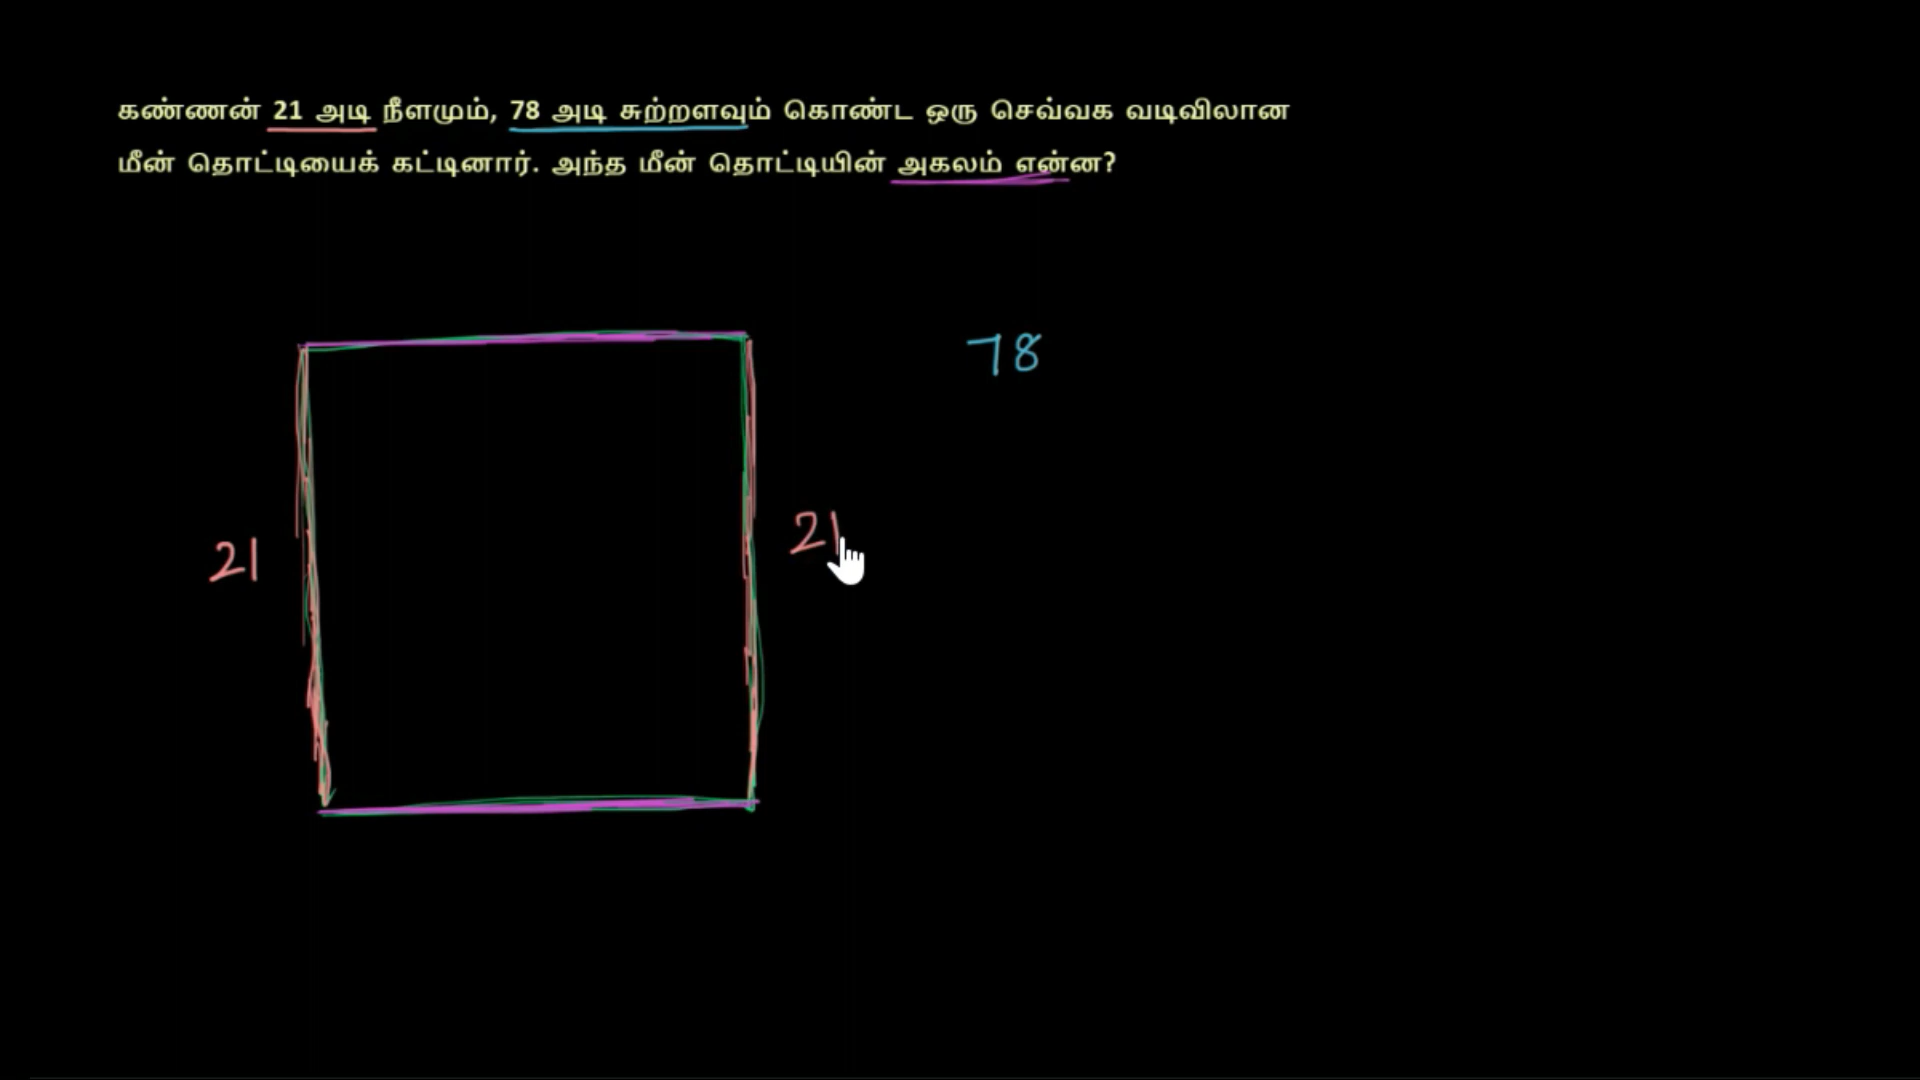 கண்ணன் 21 அடி நீளமும், 78 அடி சுற்றளவும் கொண்ட ஒரு செவ்வக வடிவிலான
மீன் தொட்டியைக் கட்டினார். அந்த மீன் தொட்டியின் அகலம் என்ன?
78
21
21